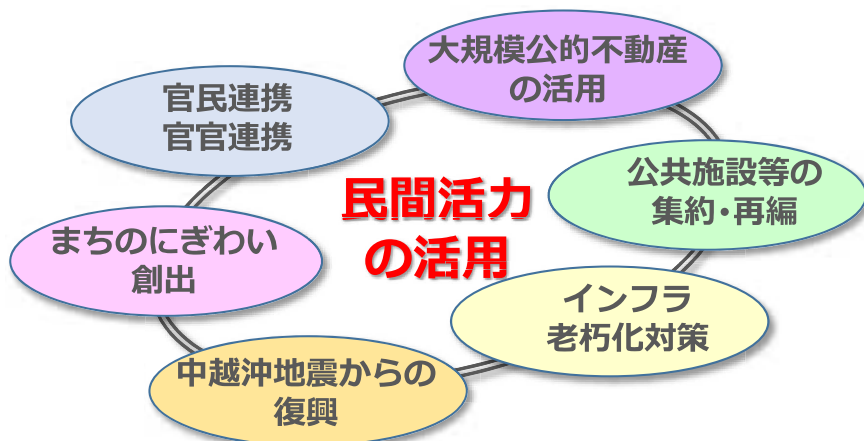 大規模公的不動産
の活用
官民連携
官官連携
公共施設等の
集約・再編
民間活力
の活用
まちのにぎわい
創出
インフラ
老朽化対策
中越沖地震からの
復興